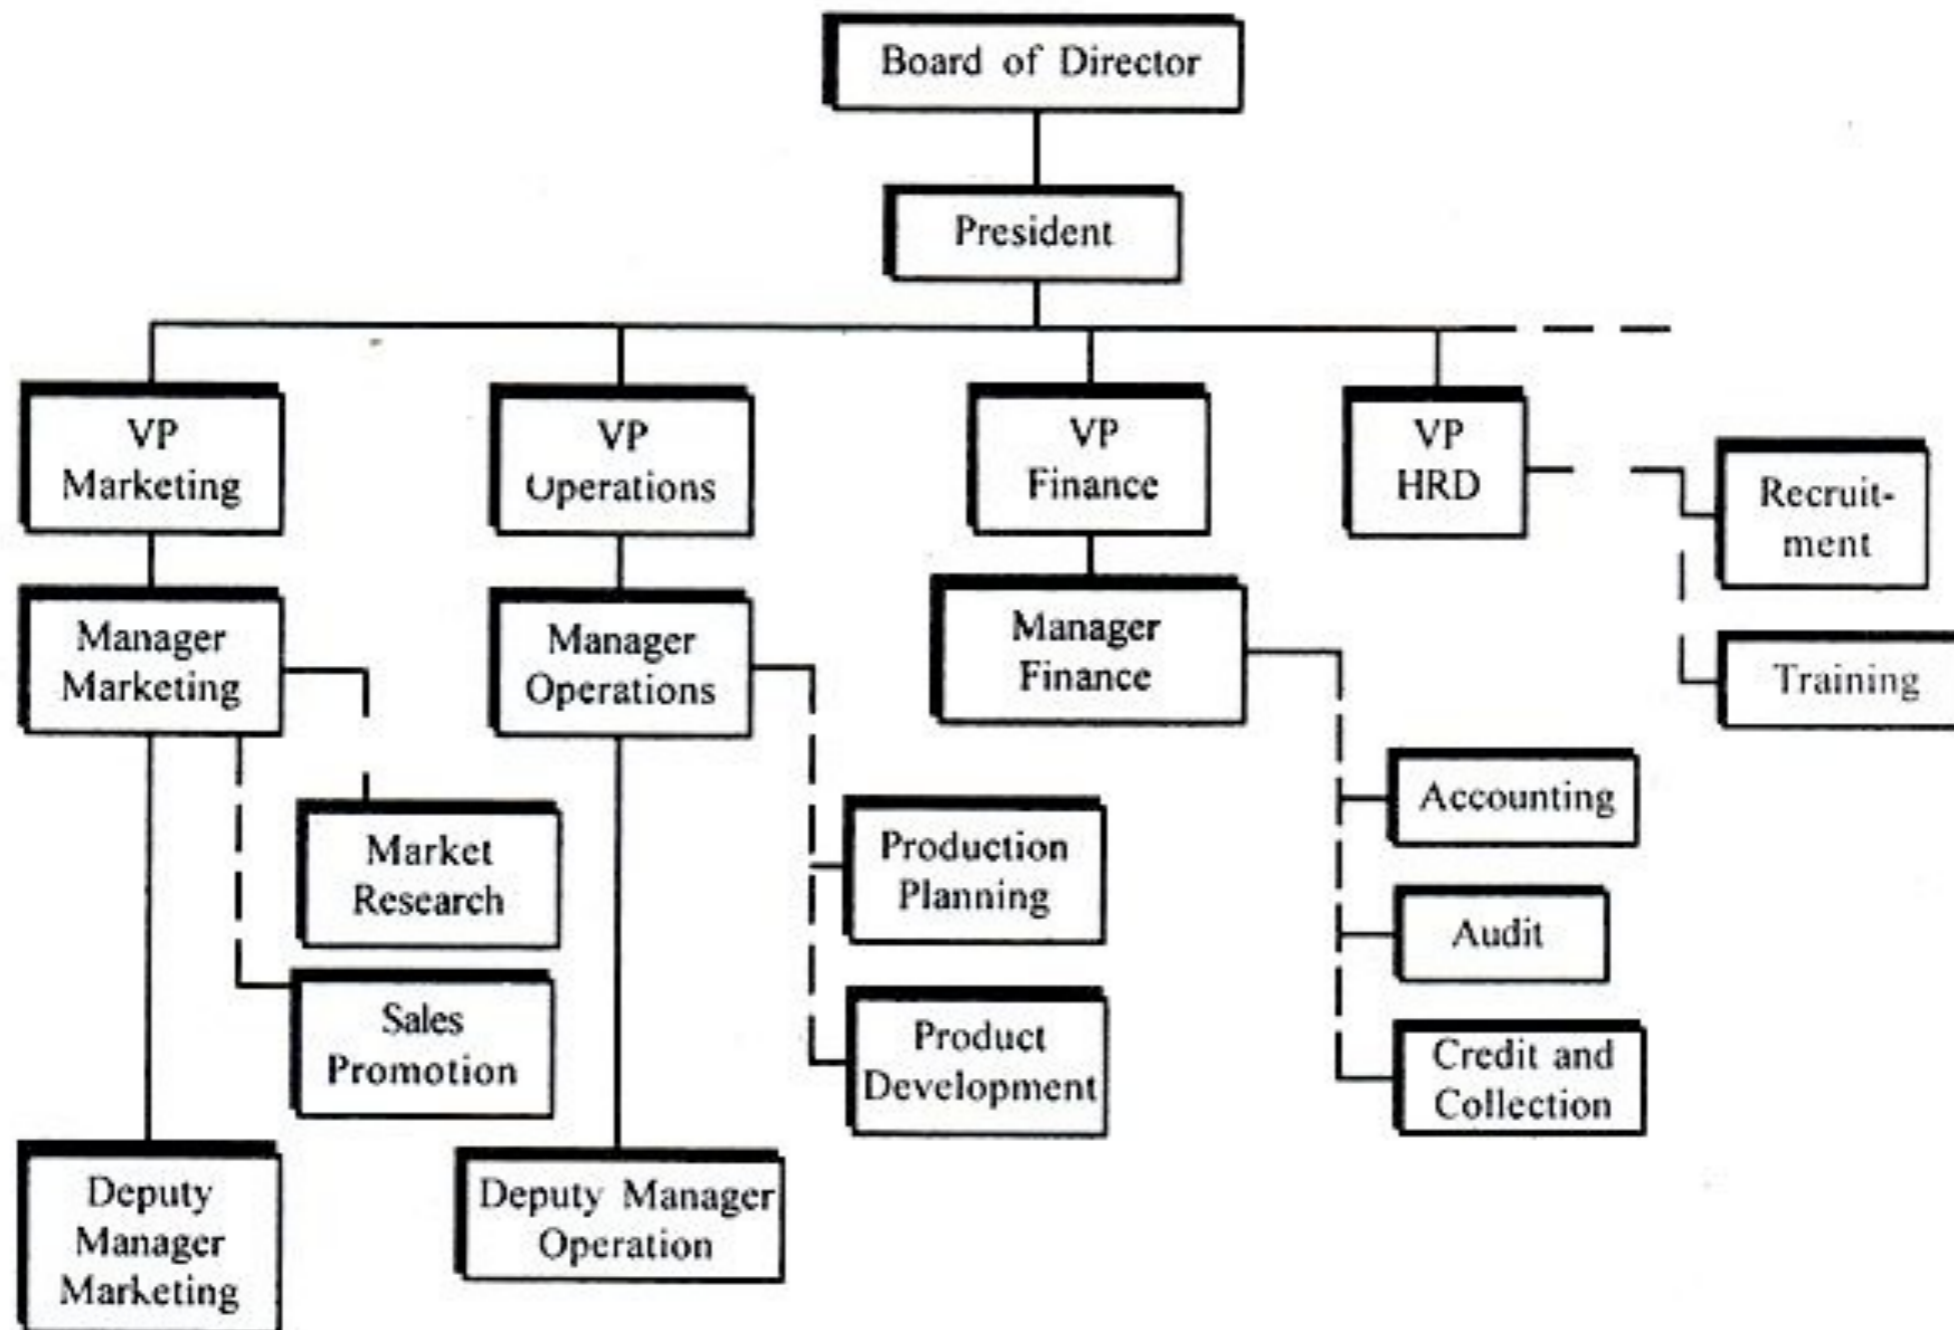 Board of Director
President
VP
Marketing
VP
Operations
VP
Finance
VP
HRD
Recruit-
ment
Training
Manager
Marketing
Manager
Operations
Manager
Finance
Market
Research
Sales
Promotion
Production
Planning
Product
Development
Accounting
Audit
Credit and
Collection
Deputy
Manager
Marketing
Deputy Manager
Operation